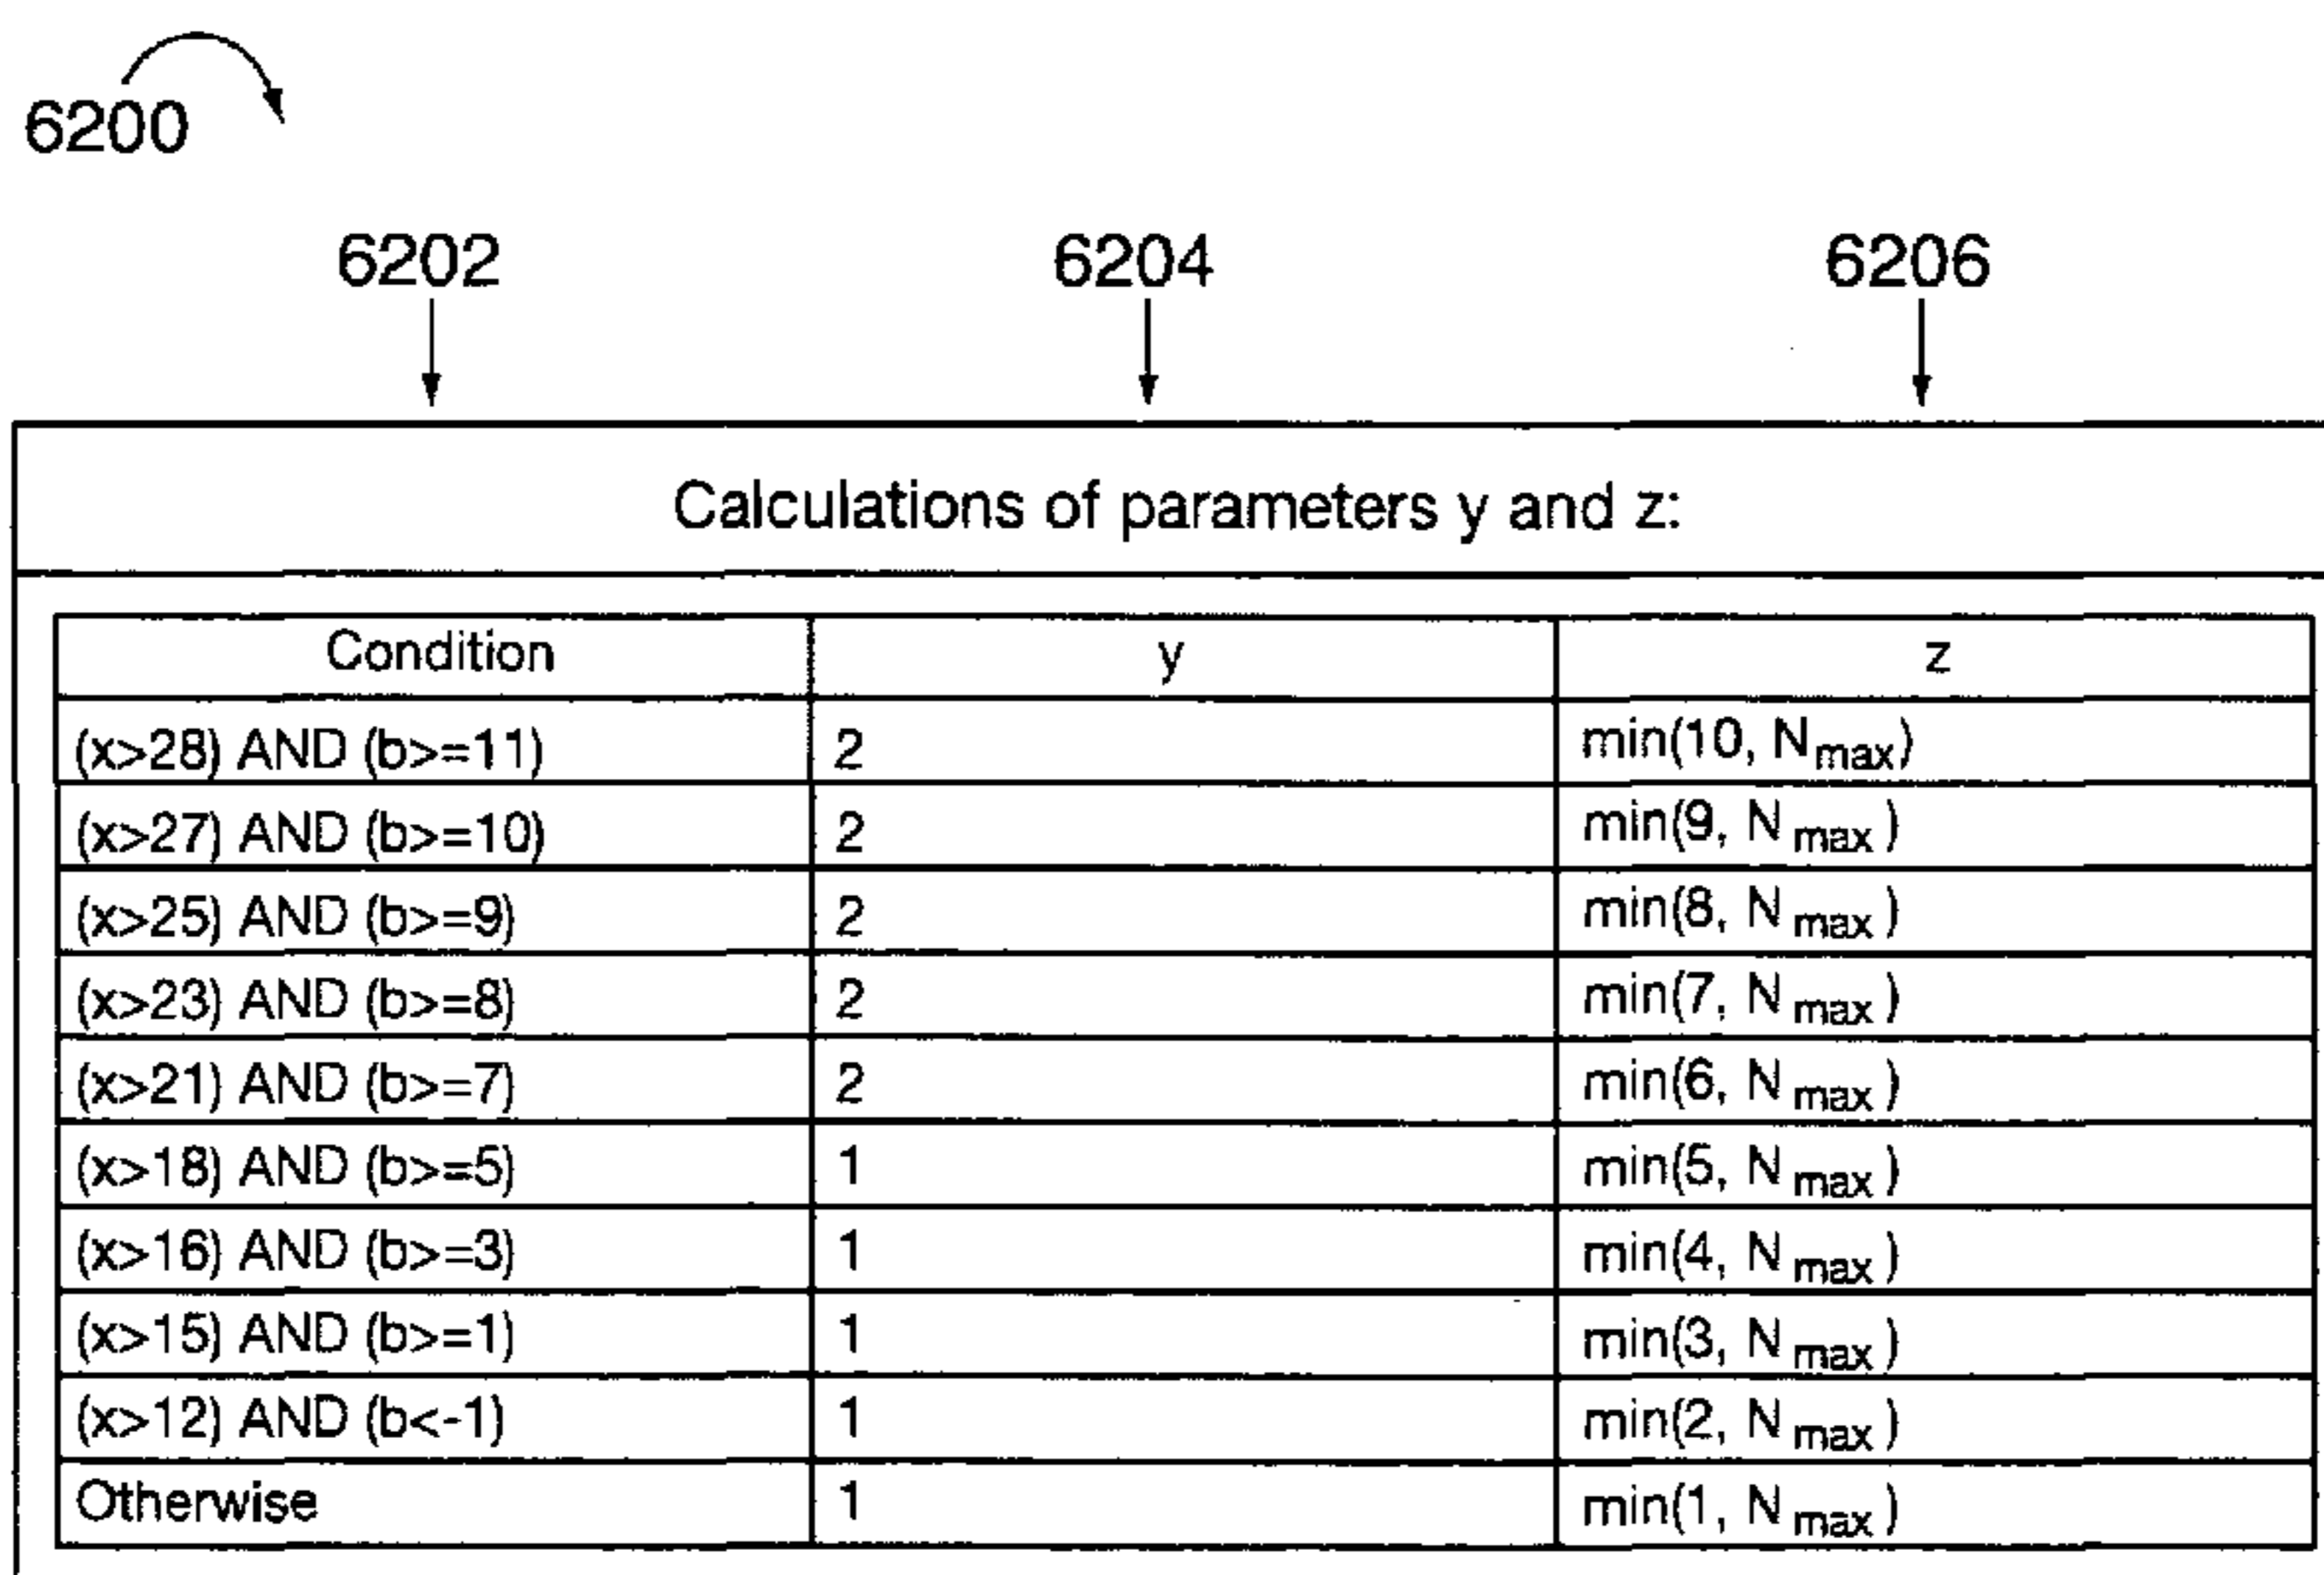 6200
6202 6204 6206
Calculations of parameters y and z:
Condition y z
(x>28) AND (b>=11) 2 min(10, Nmax)
(x>27) AND (b>=10) 2 min(9, Nmax)
(x>25) AND (b>=9) 2 min(8, Nmax)
(x>23) AND (b>=8) 2 min(7, Nmax)
(x>21) AND (b>=7) 2 min(6, Nmax)
(x>18) AND (b>=5) 1 min(5, Nmax)
(x>16) AND (b>=3) 1 min(4, Nmax)
(x>15) AND (b>=1) 1 min(3, Nmax)
(x>12) AND (b<-1) 1 min(2, Nmax)
Otherwise 1 min(1, Nmax)